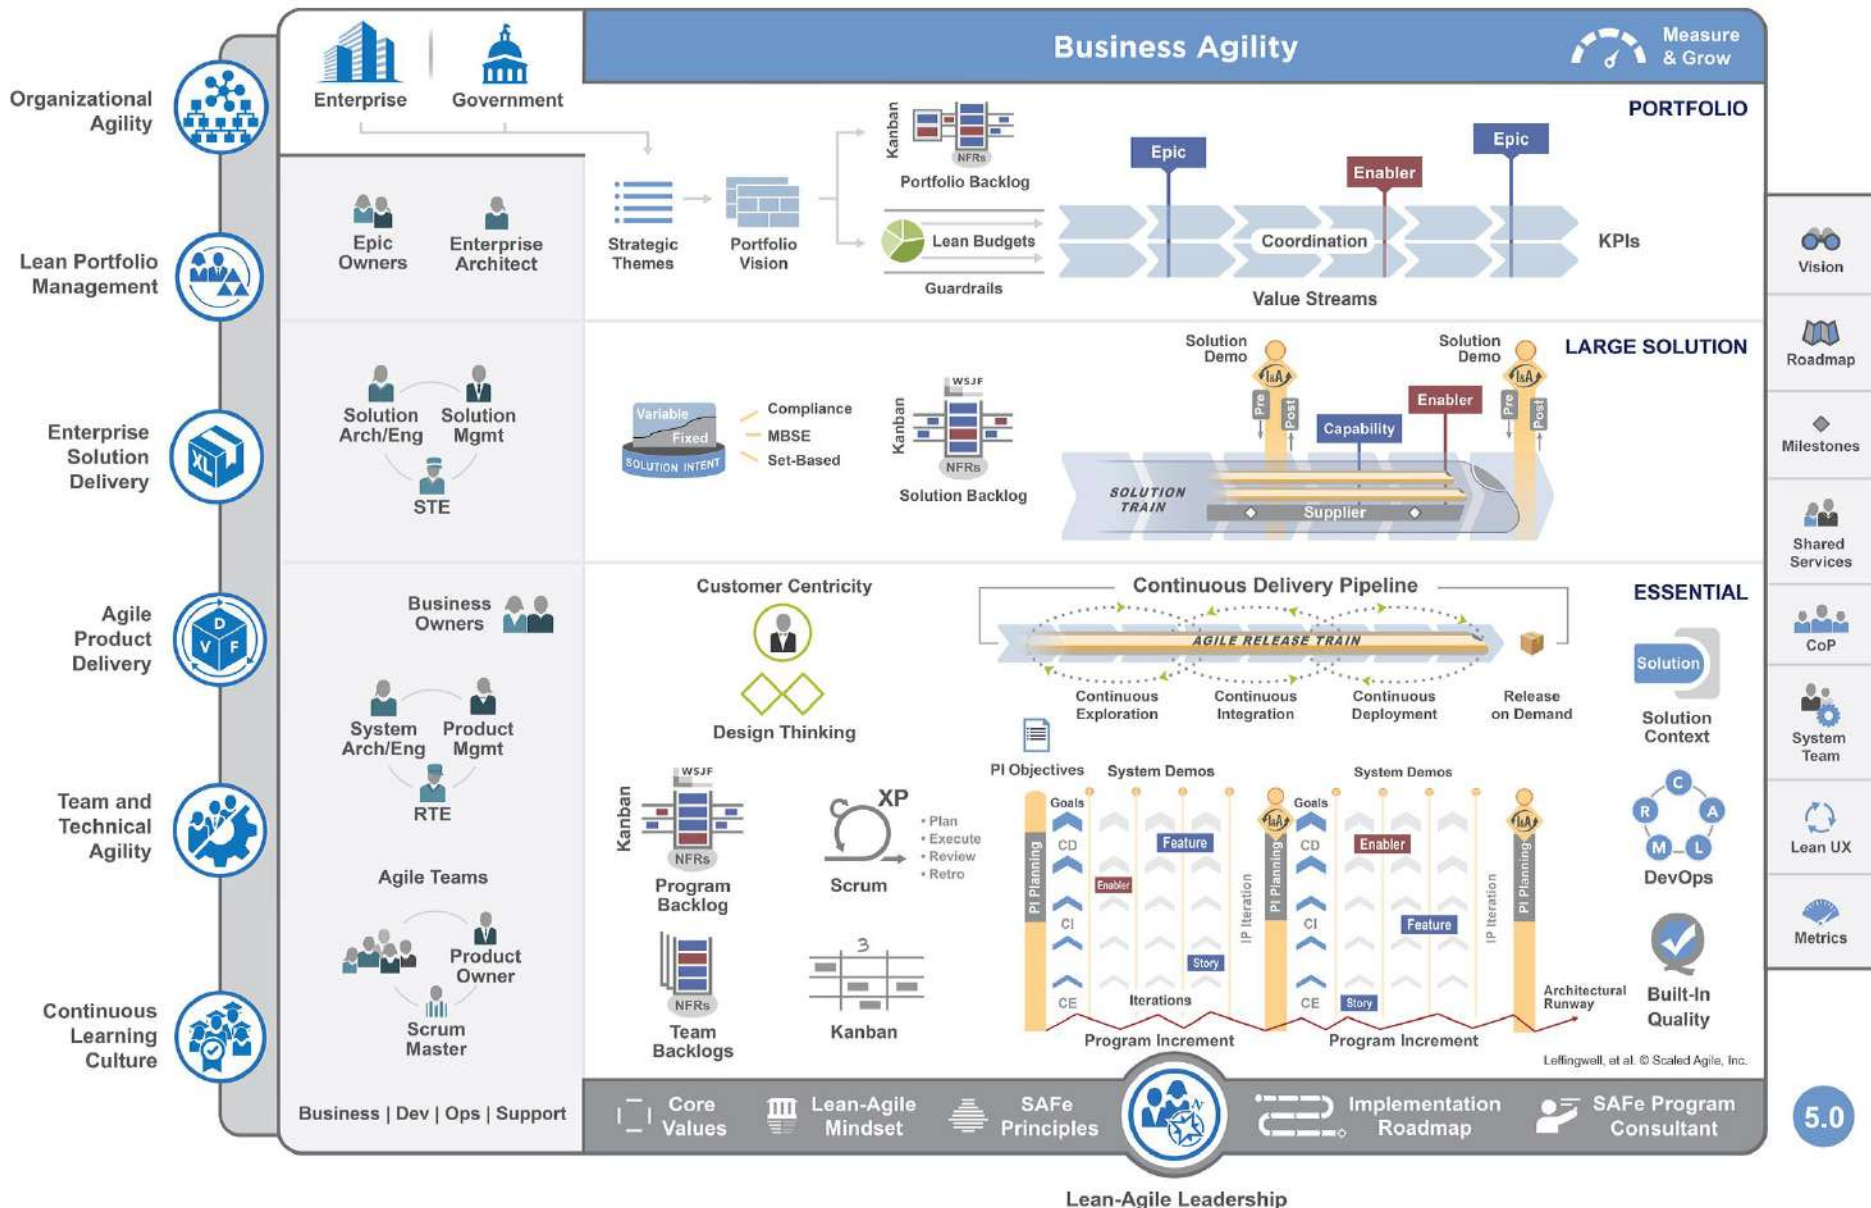 Business Agility
Measure
& Grow
Organizational
Agility
Lean Portfolio
Management
Enterprise
Solution
Delivery
XL
Agile
Product
Delivery
D
V
F
Team and
Technical
Agility
Continuous
Learning
Culture
Enterprise
Government
Epic
Owners
Enterprise
Architect
Strategic
Themes
Portfolio
Vision
Kanban
NFRs
Portfolio Backlog
Lean Budgets
Guardrails
PORTFOLIO
Epic
Enabler
Epic
Coordination
KPIs
Value Streams
Solution
Arch/Eng
Solution
Mgmt
STE
Variable
Fixed
SOLUTION INTENT
Compliance
MBSE
Set-Based
WSJF
Kanban
NFRs
Solution Backlog
LARGE SOLUTION
Solution
Demo
I&A
Pre
Post
Capability
Enabler
Solution
Demo
I&A
Pre
Post
SOLUTION
TRAIN
Supplier
Business
Owners
System
Arch/Eng
Product
Mgmt
RTE
Agile Teams
Product
Owner
Scrum
Master
Business | Dev | Ops | Support
Customer Centricity
Design Thinking
WSJF
Kanban
NFRs
Program
Backlog
XP
• Plan
• Execute
• Review
• Retro
Scrum
NFRs
Team
Backlogs
3
Kanban
Continuous Delivery Pipeline
ESSENTIAL
AGILE RELEASE TRAIN
Continuous
Exploration
Continuous
Integration
Continuous
Deployment
Release
on Demand
PI Objectives
System Demos
System Demos
PI Planning
Goals
CD
CI
CE
Enabler
Feature
Story
Iterations
IP Iteration
I&A
PI Planning
Goals
CD
CI
CE
Enabler
Feature
Story
IP Iteration
I&A
PI Planning
Architectural
Runway
Program Increment
Program Increment
Solution
Solution
Context
C
R
A
M
L
DevOps
Built-In
Quality
Leffingwell, et al. © Scaled Agile, Inc.
Vision
Roadmap
Milestones
Shared
Services
CoP
System
Team
Lean UX
Metrics
Core
Values
Lean-Agile
Mindset
SAFe
Principles
N
Implementation
Roadmap
SAFe Program
Consultant
5.0
Lean-Agile Leadership